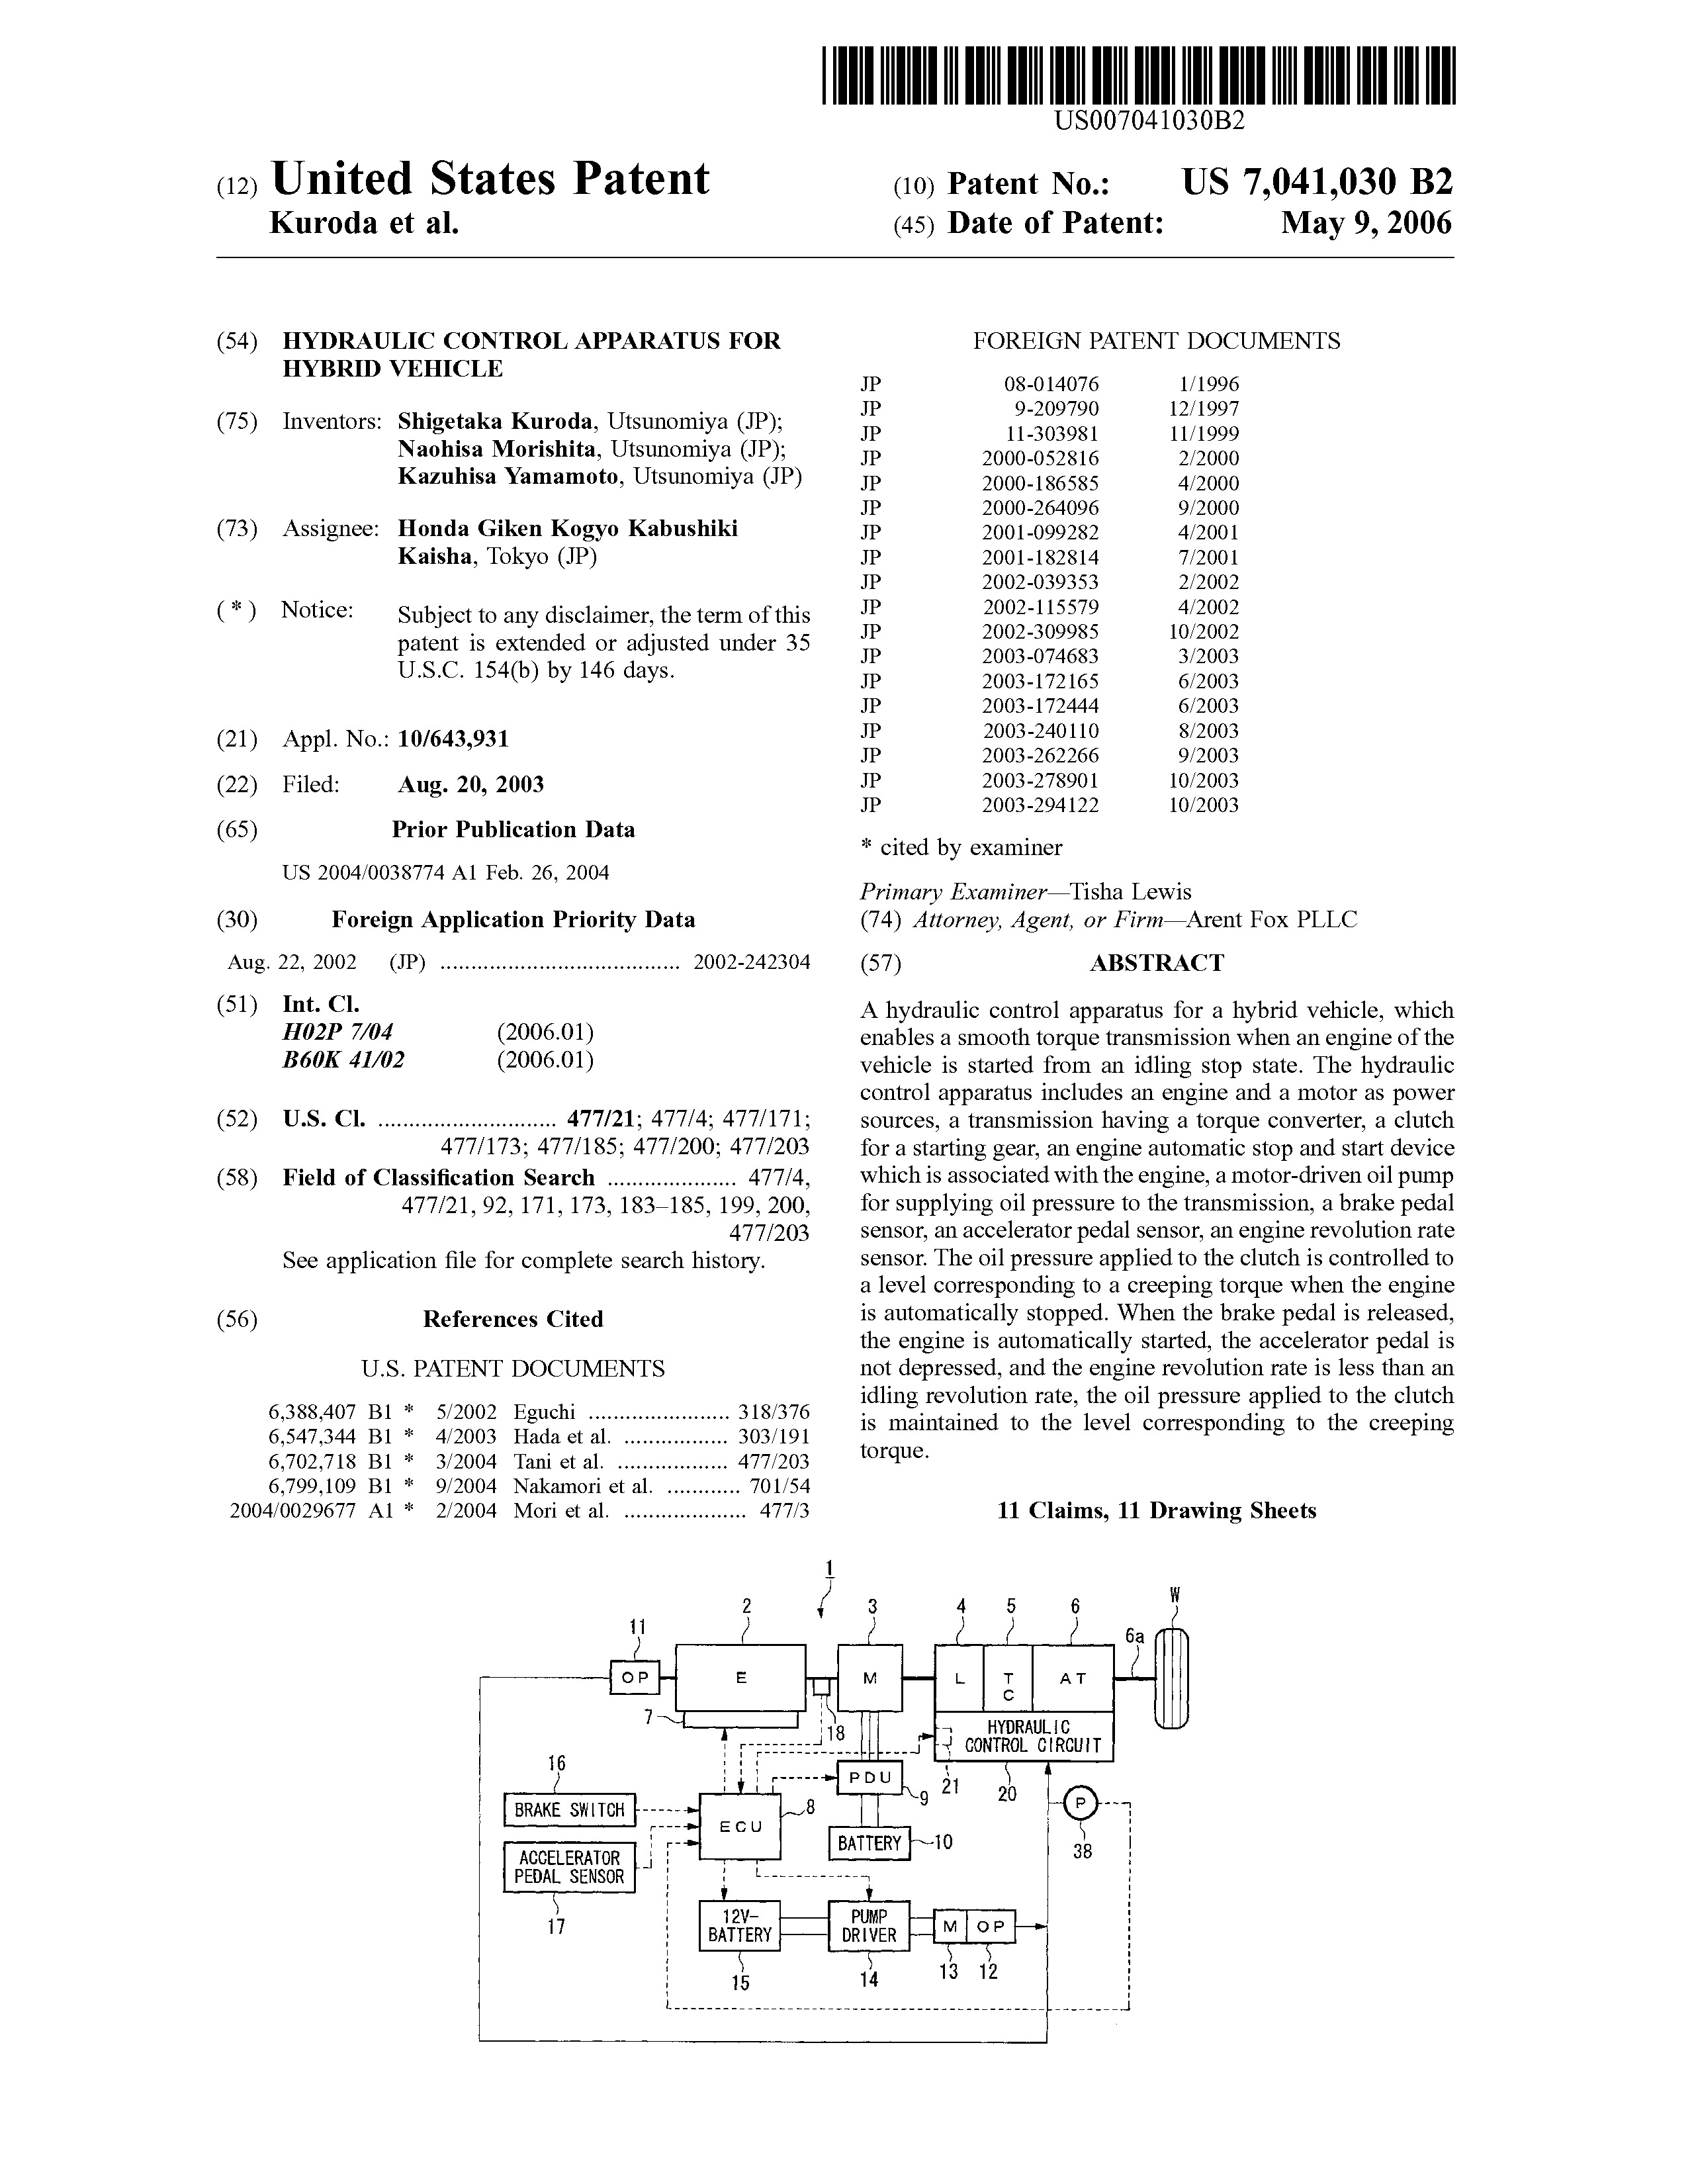 US007041030B2
(12) United States Patent
Kuroda et al.
(10) Patent No.: US 7,041,030 B2
(45) Date of Patent: May 9, 2006
(54) HYDRAULIC CONTROL APPARATUS FOR
HYBRID VEHICLE
(75) Inventors: Shigetaka Kuroda, Utsunomiya (JP);
Naohisa Morishita, Utsunomiya (JP);
Kazuhisa Yamamoto, Utsunomiya (JP)
(73) Assignee: Honda Giken Kogyo Kabushiki
Kaisha, Tokyo (JP)
( * ) Notice: Subject to any disclaimer, the term of this
patent is extended or adjusted under 35
U.S.C. 154(b) by 146 days.
(21) Appl. No.: 10/643,931
(22) Filed: Aug. 20, 2003
(65) Prior Publication Data
US 2004/0038774 A1 Feb. 26, 2004
(30) Foreign Application Priority Data
Aug. 22, 2002 (JP) ....................................... 2002-242304
(51) Int. Cl.
H02P 7/04 (2006.01)
B60K 41/02 (2006.01)
(52) U.S. Cl. ............................. 477/21; 477/4; 477/171;
477/173; 477/185; 477/200; 477/203
(58) Field of Classification Search ..................... 477/4,
477/21, 92, 171, 173, 183–185, 199, 200,
477/203
See application file for complete search history.
(56) References Cited
U.S. PATENT DOCUMENTS
6,388,407 B1 * 5/2002 Eguchi ....................... 318/376
6,547,344 B1 * 4/2003 Hada et al. ................. 303/191
6,702,718 B1 * 3/2004 Tani et al. .................. 477/203
6,799,109 B1 * 9/2004 Nakamori et al. ............ 701/54
2004/0029677 A1 * 2/2004 Mori et al. .................... 477/3
FOREIGN PATENT DOCUMENTS
JP 08-014076 1/1996
JP 9-209790 12/1997
JP 11-303981 11/1999
JP 2000-052816 2/2000
JP 2000-186585 4/2000
JP 2000-264096 9/2000
JP 2001-099282 4/2001
JP 2001-182814 7/2001
JP 2002-039353 2/2002
JP 2002-115579 4/2002
JP 2002-309985 10/2002
JP 2003-074683 3/2003
JP 2003-172165 6/2003
JP 2003-172444 6/2003
JP 2003-240110 8/2003
JP 2003-262266 9/2003
JP 2003-278901 10/2003
JP 2003-294122 10/2003
* cited by examiner
Primary Examiner—Tisha Lewis
(74) Attorney, Agent, or Firm—Arent Fox PLLC
(57) ABSTRACT
A hydraulic control apparatus for a hybrid vehicle, which
enables a smooth torque transmission when an engine of the
vehicle is started from an idling stop state. The hydraulic
control apparatus includes an engine and a motor as power
sources, a transmission having a torque converter, a clutch
for a starting gear, an engine automatic stop and start device
which is associated with the engine, a motor-driven oil pump
for supplying oil pressure to the transmission, a brake pedal
sensor, an accelerator pedal sensor, an engine revolution rate
sensor. The oil pressure applied to the clutch is controlled to
a level corresponding to a creeping torque when the engine
is automatically stopped. When the brake pedal is released,
the engine is automatically started, the accelerator pedal is
not depressed, and the engine revolution rate is less than an
idling revolution rate, the oil pressure applied to the clutch
is maintained to the level corresponding to the creeping
torque.
11 Claims, 11 Drawing Sheets
1
W
11 2 3 4 5 6
6a
OP E M L TC AT
7
18
HYDRAULIC
CONTROL CIRCUIT
16
PDU
9
21
20
P
38
BRAKE SWITCH
ECU
8
BATTERY
10
ACCELERATOR
PEDAL SENSOR
17
12V-
BATTERY
15
PUMP
DRIVER
14
M OP
13 12